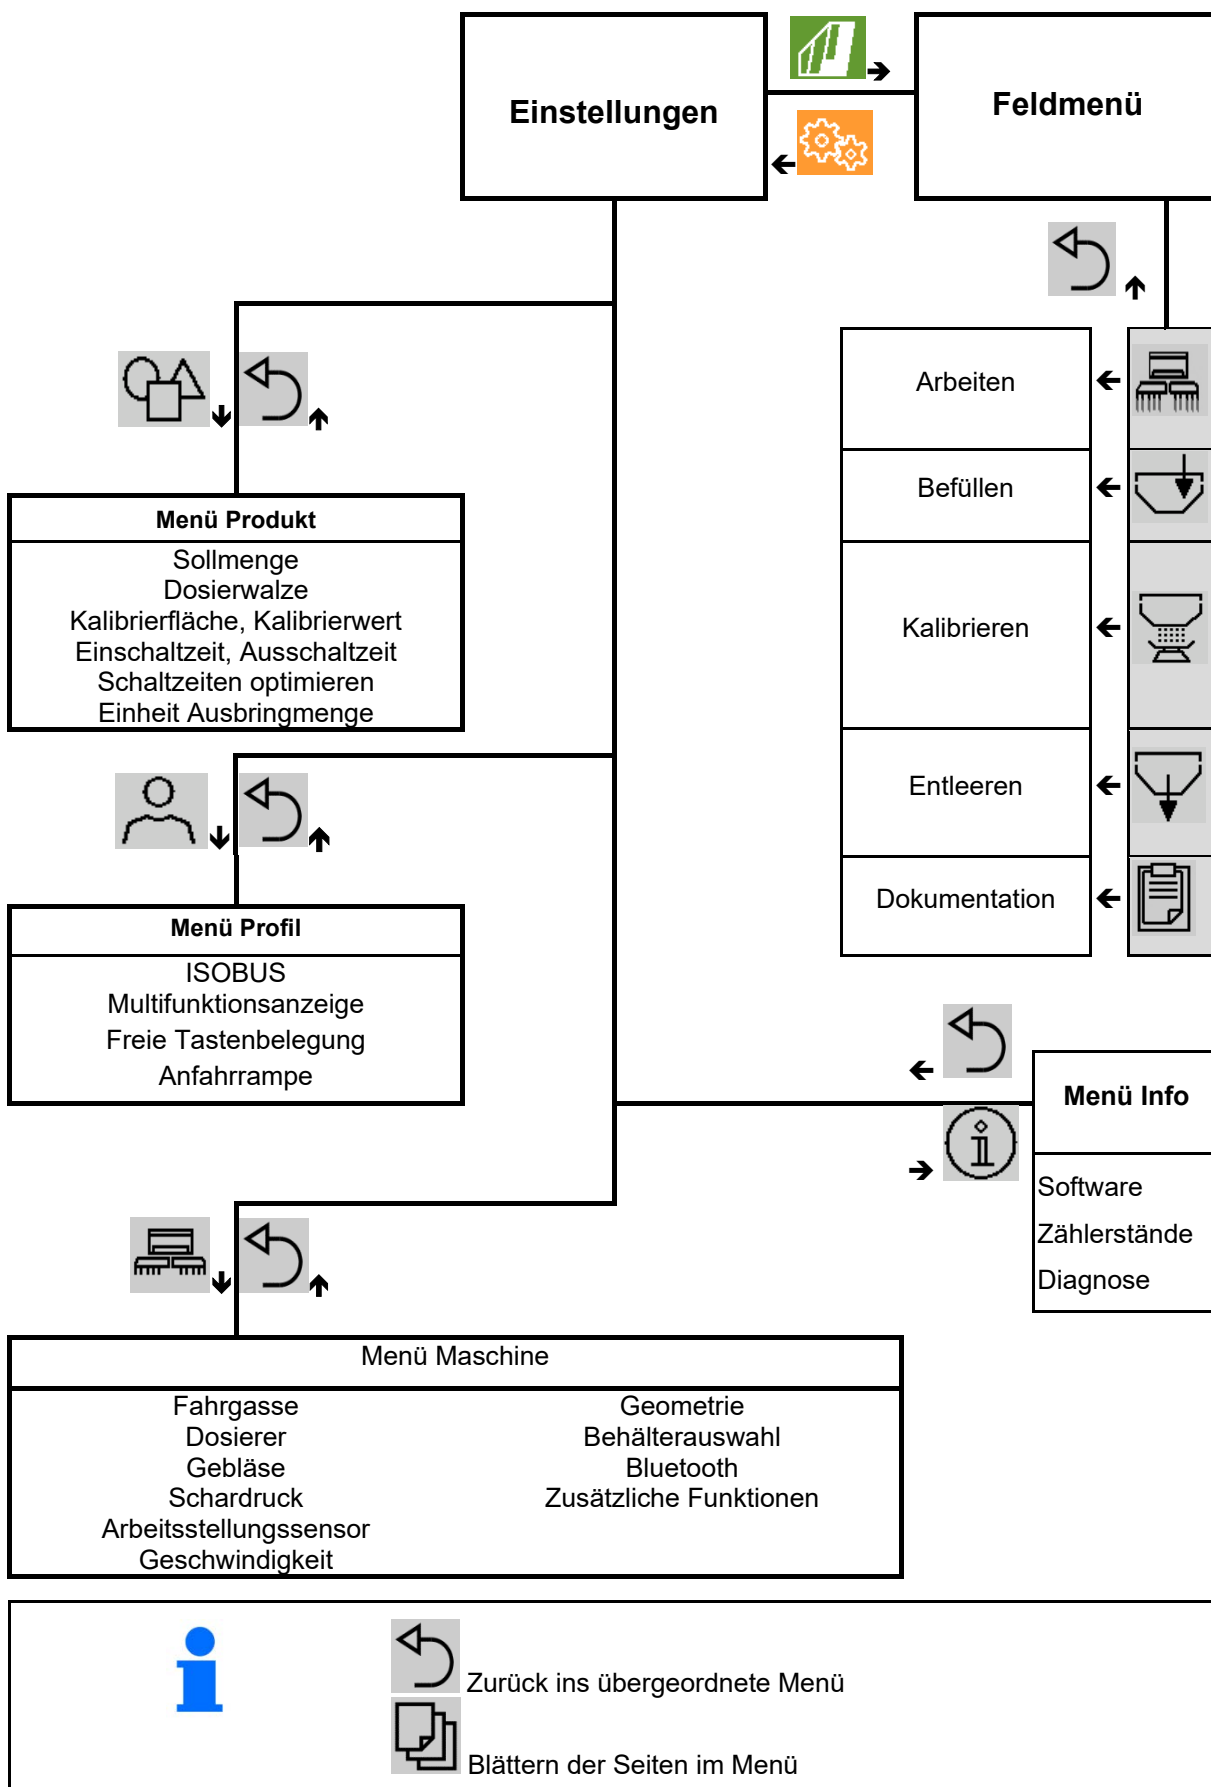 Einstellungen
Feldmenü
Arbeiten
Befüllen
Kalibrieren
Entleeren
Dokumentation
Menü Produkt
Sollmenge
Dosierwalze
Kalibrierfläche, Kalibrierwert
Einschaltzeit, Ausschaltzeit
Schaltzeiten optimieren
Einheit Ausbringmenge
Menü Profil
ISOBUS
Multifunktionsanzeige
Freie Tastenbelegung
Anfahrrampe
Menü Info
Software
Zählerstände
Diagnose
Menü Maschine
Fahrgasse
Dosierer
Gebläse
Schardruck
Arbeitsstellungssensor
Geschwindigkeit
Geometrie
Behälterauswahl
Bluetooth
Zusätzliche Funktionen
Zurück ins übergeordnete Menü
Blättern der Seiten im Menü